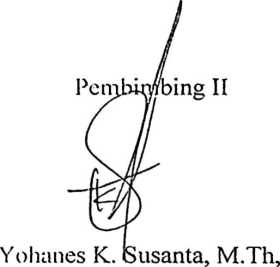 Pembimbing II
Yohanes K. Susanta, M.Th,